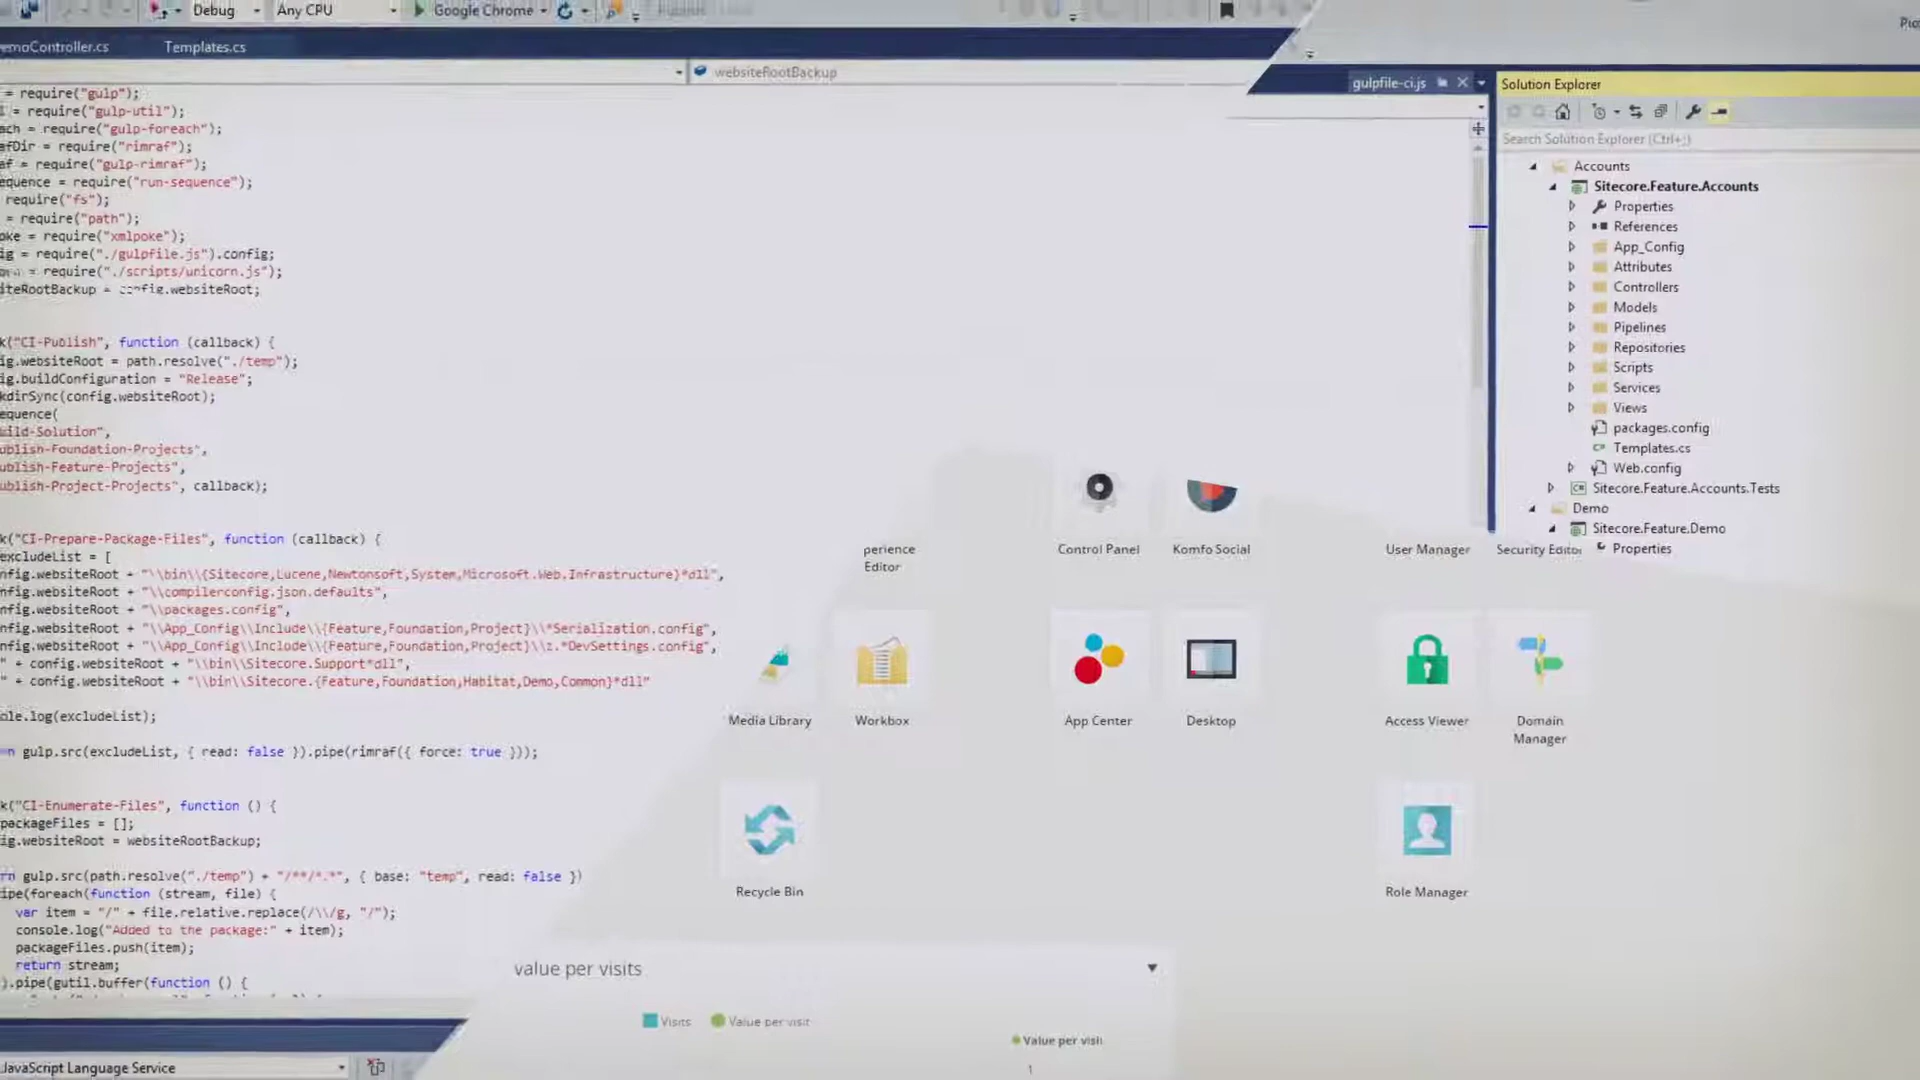 Debug
Any CPU
Google Chrome
emoController.cs
Templates.cs
websiteRootBackup
gulpfile-ci.js
= require("gulp");
l = require("gulp-util");
ach = require("gulp-foreach");
afDir = require("rimraf");
af = require("gulp-rimraf");
equence = require("run-sequence");
require("fs");
= require("path");
oke = require("xmlpoke");
ig = require("./gulpfile.js").config;
= require("./scripts/unicorn.js");
iteRootBackup = config.websiteRoot;
k("CI-Publish", function (callback) {
ig.websiteRoot = path.resolve("./temp");
ig.buildConfiguration = "Release";
kdirSync(config.websiteRoot);
equence(
uild-Solution",
ublish-Foundation-Projects",
ublish-Feature-Projects",
ublish-Project-Projects", callback);
k("CI-Prepare-Package-Files", function (callback) {
excludeList = [
nfig.websiteRoot + "\\bin\\{Sitecore,Lucene,Newtonsoft,System,Microsoft.Web.Infrastructure}*dll",
nfig.websiteRoot + "\\compilerconfig.json.defaults",
nfig.websiteRoot + "\\packages.config",
nfig.websiteRoot + "\\App_Config\\Include\\{Feature,Foundation,Project}\\*Serialization.config",
nfig.websiteRoot + "\\App_Config\\Include\\{Feature,Foundation,Project}\\z.*DevSettings.config",
" + config.websiteRoot + "\\bin\\Sitecore.Support*dll",
" + config.websiteRoot + "\\bin\\Sitecore.{Feature,Foundation,Habitat,Demo,Common}*dll"
ole.log(excludeList);
rn gulp.src(excludeList, { read: false }).pipe(rimraf({ force: true }));
k("CI-Enumerate-Files", function () {
packageFiles = [];
ig.websiteRoot = websiteRootBackup;
rn gulp.src(path.resolve("./temp") + "/**/*.*", { base: "temp", read: false })
ipe(foreach(function (stream, file) {
var item = "/" + file.relative.replace(/\\/g, "/");
console.log("Added to the package:" + item);
packageFiles.push(item);
return stream;
).pipe(gutil.buffer(function () {
JavaScript Language Service
Solution Explorer
Search Solution Explorer (Ctrl+;)
Accounts
Sitecore.Feature.Accounts
Properties
References
App_Config
Attributes
Controllers
Models
Pipelines
Repositories
Scripts
Services
Views
packages.config
Templates.cs
Web.config
Sitecore.Feature.Accounts.Tests
Demo
Sitecore.Feature.Demo
Properties
perience
Editor
Control Panel
Komfo Social
User Manager
Security Editor
Media Library
Workbox
App Center
Desktop
Access Viewer
Domain
Manager
Recycle Bin
Role Manager
value per visits
Visits
Value per visit
Value per visit
1